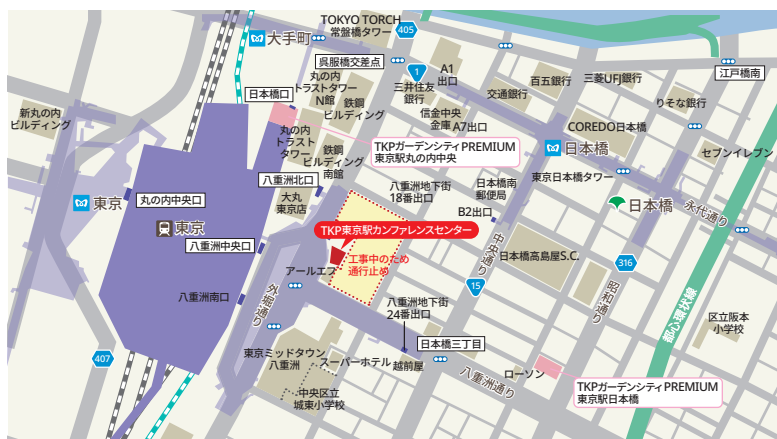 TOKYO TORCH
常盤橋タワー
405
大手町
呉服橋交差点
1
A1
出口
江戸橋南
丸の内
トラストタワー
N館
三井住友
銀行
百五銀行
三菱UFJ銀行
日本橋口
交通銀行
りそな銀行
新丸の内
ビルディング
鉄鋼
ビルディング
信金中央
金庫
A7出口
COREDO日本橋
丸の内
トラスト
タワー
鉄鋼
ビルディング
南館
TKPガーデンシティPREMIUM
東京駅丸の内中央
日本橋
セブンイレブン
八重洲北口
八重洲地下街
18番出口
日本橋南
郵便局
東京日本橋タワー
丸の内中央口
東京
大丸
東京店
B2出口
日本橋
永代通り
東京
TKP東京駅カンファレンスセンター
八重洲中央口
中央通り
日本橋高島屋S.C.
316
工事中のため
通行止め
アールエフ
15
昭和通り
八重洲南口
外堀通り
八重洲地下街
24番出口
都心環状線
区立阪本
小学校
407
東京ミッドタウン
八重洲
スーパーホテル
日本橋三丁目
越前屋
八重洲通り
ローソン
中央区立
城東小学校
TKPガーデンシティPREMIUM
東京駅日本橋